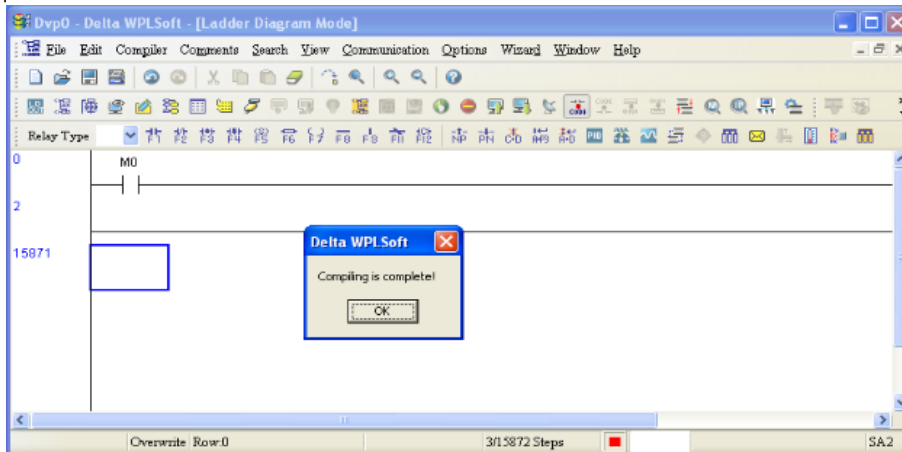 Dvp0 - Delta WPLSoft - [Ladder Diagram Mode]
File Edit Compiler Comments Search View Communication Options Wizard Window Help
Relay Type
0
M0
2
15871
Delta WPLSoft
Compiling is complete!
OK
Overwrite Row:0 3/15872 Steps SA2